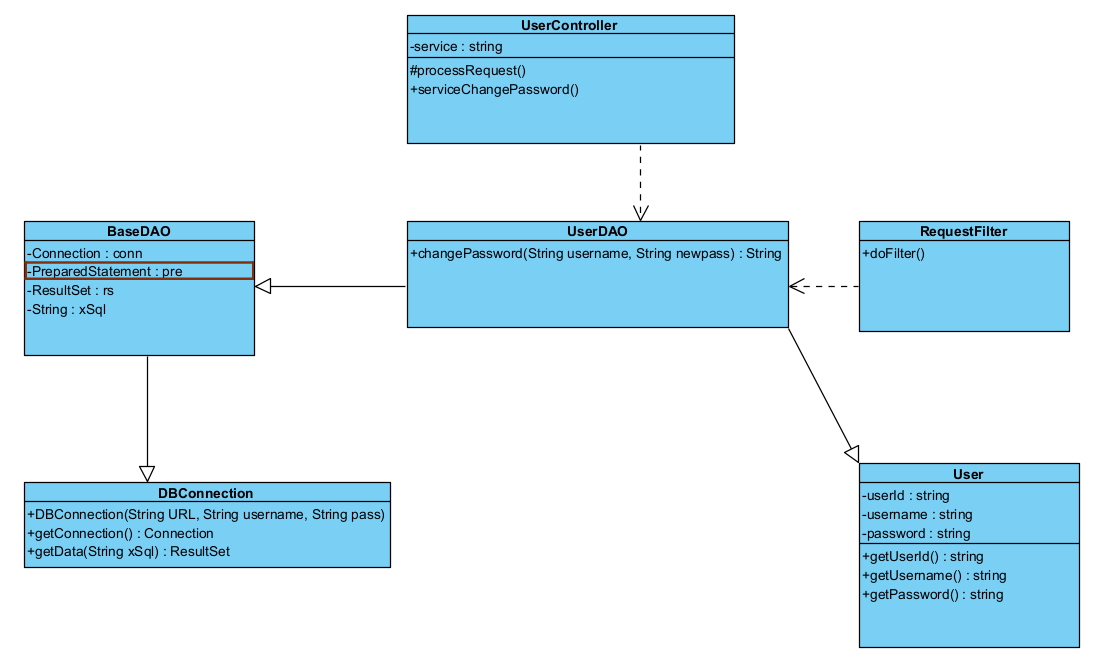 UserController
-service : string
#processRequest()
+serviceChangePassword()
BaseDAO
-Connection : conn
-PreparedStatement : pre
-ResultSet : rs
-String : xSql
UserDAO
+changePassword(String username, String newpass) : String
RequestFilter
+doFilter()
DBConnection
+DBConnection(String URL, String username, String pass)
+getConnection() : Connection
+getData(String xSql) : ResultSet
User
-userId : string
-username : string
-password : string
+getUserId() : string
+getUsername() : string
+getPassword() : string